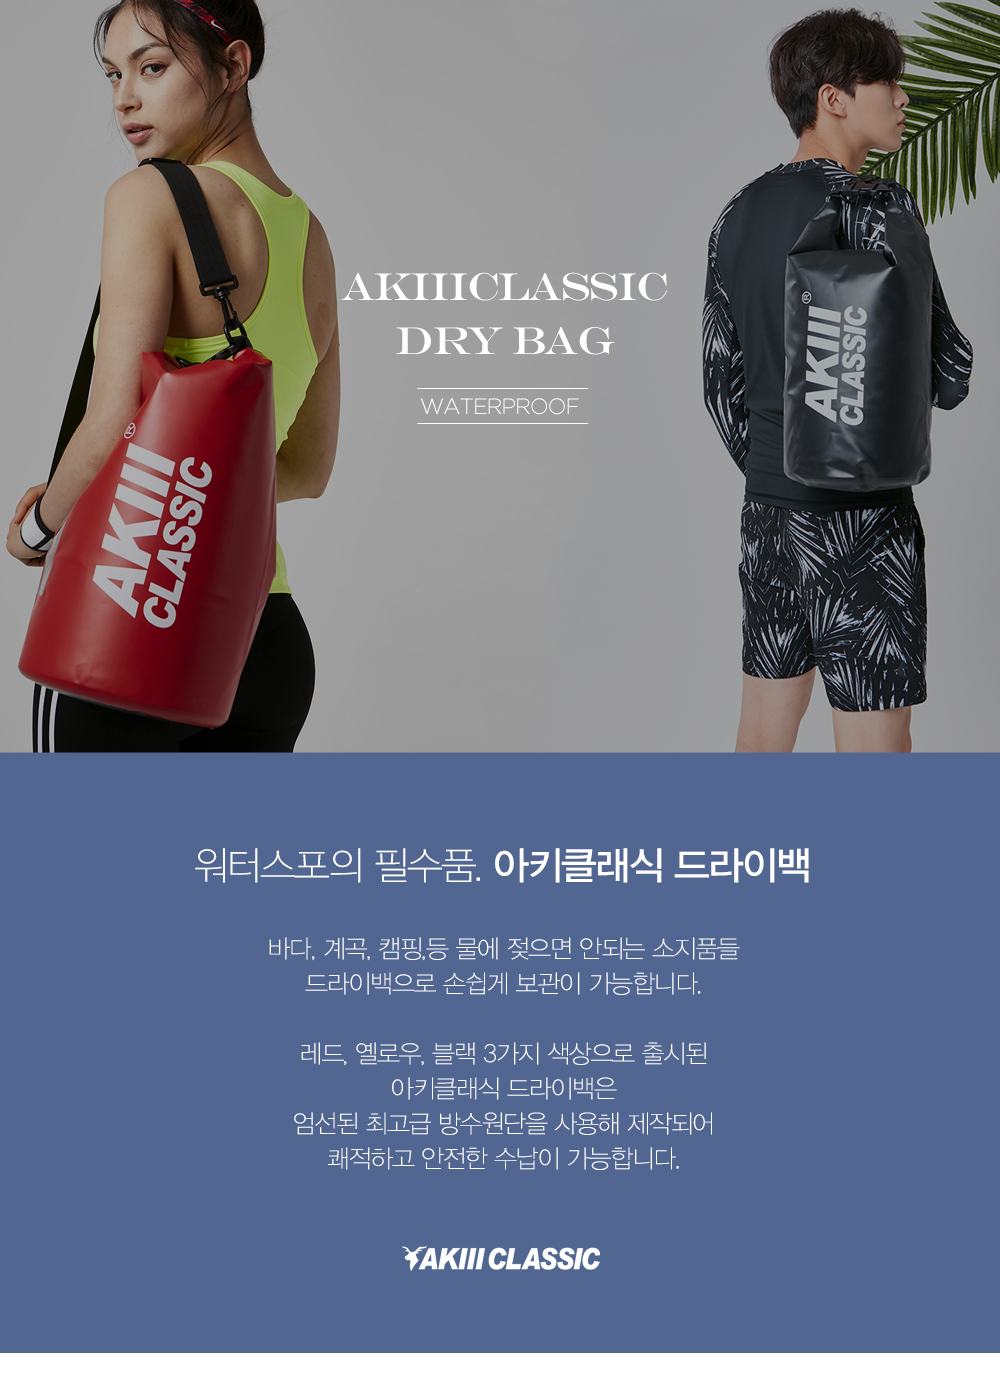 AKIIICLASSIC
DRY BAG
WATERPROOF
AKIII
CLASSIC
®
AKIII
CLASSIC
®
워터스포의 필수품. 아키클래식 드라이백
바다, 계곡, 캠핑,등 물에 젖으면 안되는 소지품들
드라이백으로 손쉽게 보관이 가능합니다.
레드, 옐로우, 블랙 3가지 색상으로 출시된
아키클래식 드라이백은
엄선된 최고급 방수원단을 사용해 제작되어
쾌적하고 안전한 수납이 가능합니다.
AKIII CLASSIC